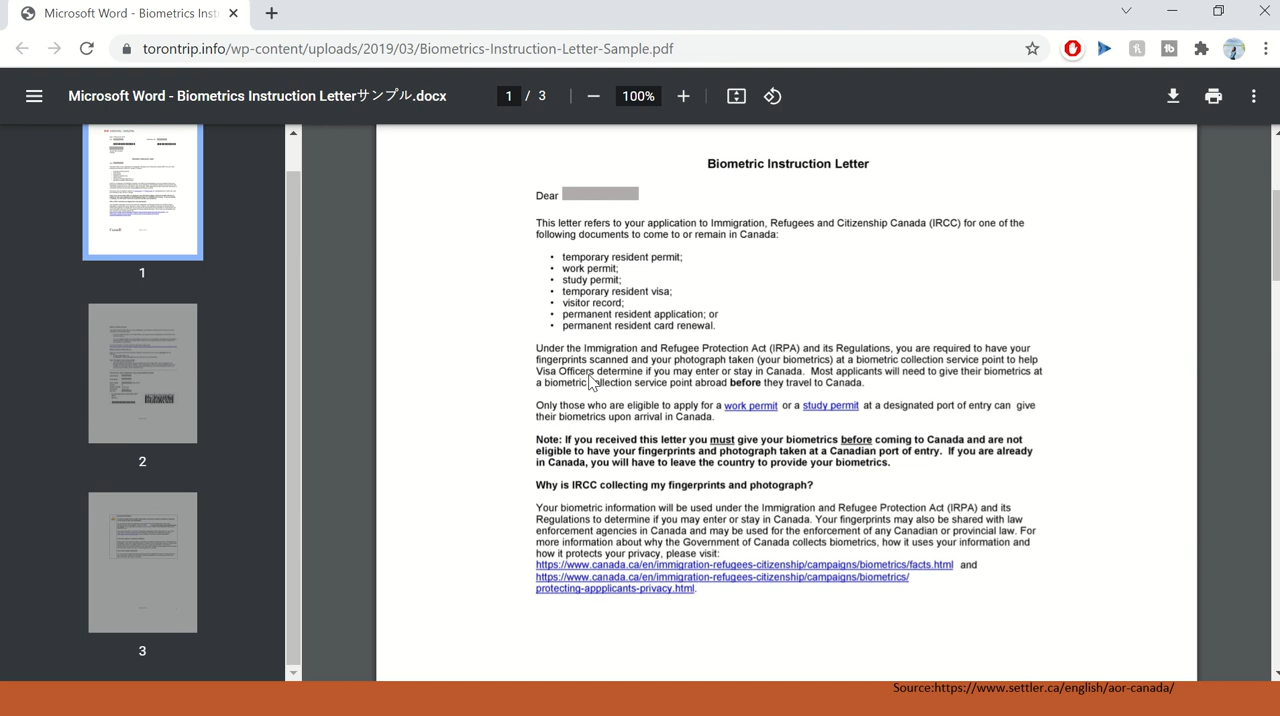 Microsoft Word - Biometrics Inst
torontrip.info/wp-content/uploads/2019/03/Biometrics-Instruction-Letter-Sample.pdf
Microsoft Word - Biometrics Instruction Letterサンプル.docx
1 / 3
100%
Biometric Instruction Letter
Dear
This letter refers to your application to Immigration, Refugees and Citizenship Canada (IRCC) for one of the
following documents to come to or remain in Canada:
• temporary resident permit;
• work permit;
• study permit;
• temporary resident visa;
• visitor record;
• permanent resident application; or
• permanent resident card renewal.
Under the Immigration and Refugee Protection Act (IRPA) and its Regulations, you are required to have your
fingerprints scanned and your photograph taken (your biometrics) at a biometric collection service point to help
Visa Officers determine if you may enter or stay in Canada. Most applicants will need to give their biometrics at
a biometric collection service point abroad before they travel to Canada.
Only those who are eligible to apply for a work permit or a study permit at a designated port of entry can give
their biometrics upon arrival in Canada.
Note: If you received this letter you must give your biometrics before coming to Canada and are not
eligible to have your fingerprints and photograph taken at a Canadian port of entry. If you are already
in Canada, you will have to leave the country to provide your biometrics.
Why is IRCC collecting my fingerprints and photograph?
Your biometric information will be used under the Immigration and Refugee Protection Act (IRPA) and its
Regulations to determine if you may enter or stay in Canada. Your fingerprints may also be shared with law
enforcement agencies in Canada and may be used for the enforcement of any Canadian or provincial law. For
more information about why the Government of Canada collects biometrics, how it uses your information and
how it protects your privacy, please visit:
https://www.canada.ca/en/immigration-refugees-citizenship/campaigns/biometrics/facts.html and
https://www.canada.ca/en/immigration-refugees-citizenship/campaigns/biometrics/
protecting-appplicants-privacy.html.
1
2
3
Source:https://www.settler.ca/english/aor-canada/